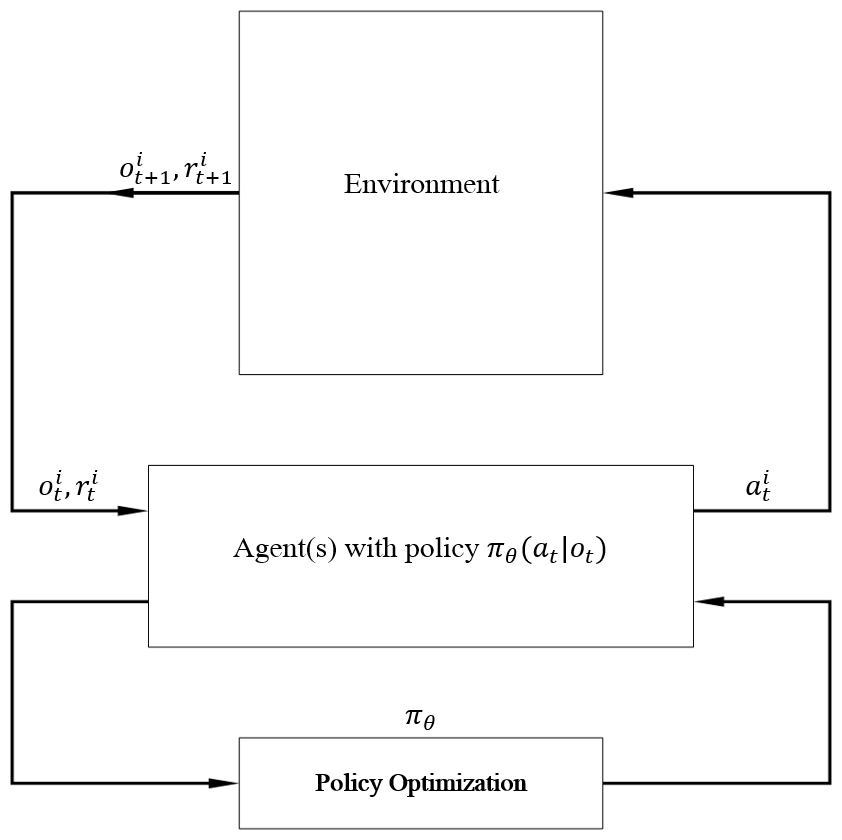 Environment
o^i_{t+1}, r^i_{t+1}
o^i_t, r^i_t
a^i_t
Agent(s) with policy π_θ(a_t|o_t)
π_θ
Policy Optimization